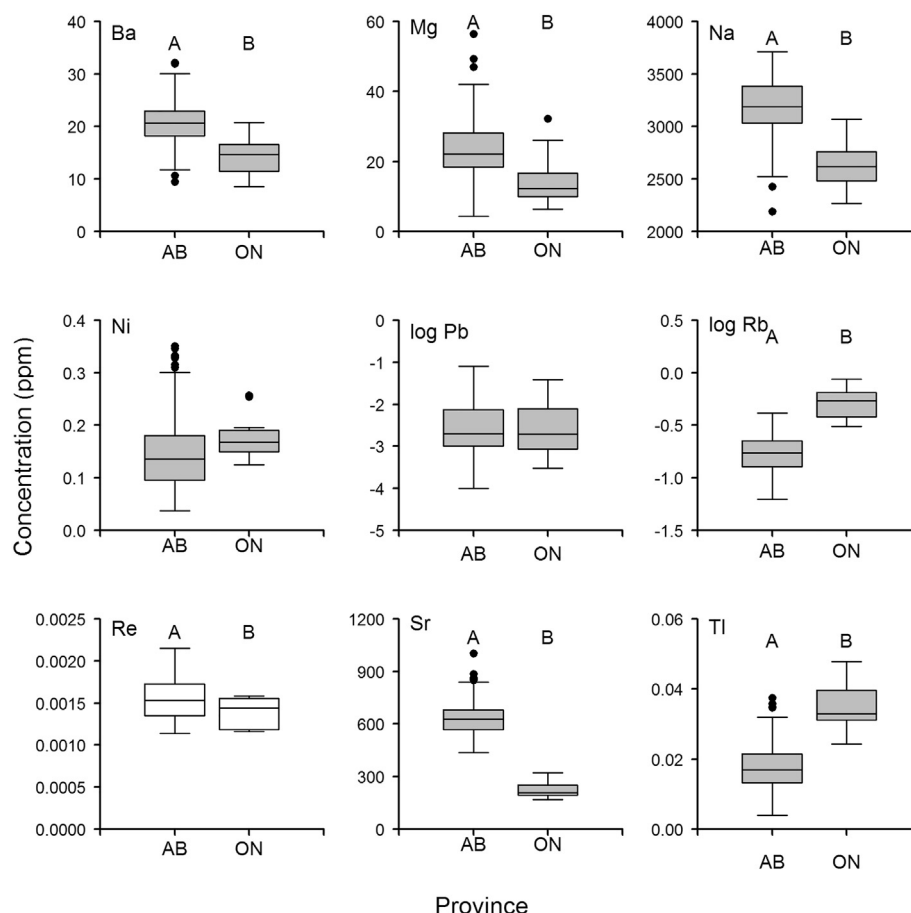 Ba
A
B
40
30
20
10
0
AB
ON
Mg
A
B
60
40
20
0
AB
ON
Na
A
B
4000
3500
3000
2500
2000
AB
ON
Ni
0.4
0.3
0.2
0.1
0.0
AB
ON
log Pb
0
-1
-2
-3
-4
-5
AB
ON
log Rb
A
B
0.5
0.0
-0.5
-1.0
-1.5
AB
ON
Concentration (ppm)
Re
A
B
0.0025
0.0020
0.0015
0.0010
0.0005
0.0000
AB
ON
Sr
A
B
1200
900
600
300
0
AB
ON
Tl
A
B
0.06
0.04
0.02
0.00
AB
ON
Province